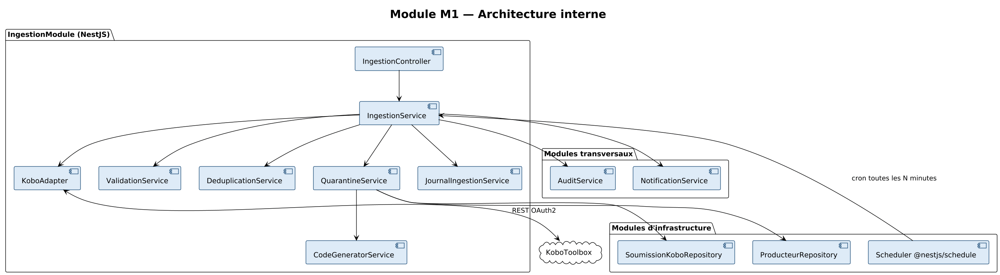 Module M1 — Architecture interne
IngestionModule (NestJS)
IngestionController
IngestionService
Modules transversaux
KoboAdapter
ValidationService
DeduplicationService
QuarantineService
JournalIngestionService
AuditService
NotificationService
cron toutes les N minutes
REST OAuth2
Modules d'infrastructure
CodeGeneratorService
KoboToolbox
SoumissionKoboRepository
ProducteurRepository
Scheduler @nestjs/schedule